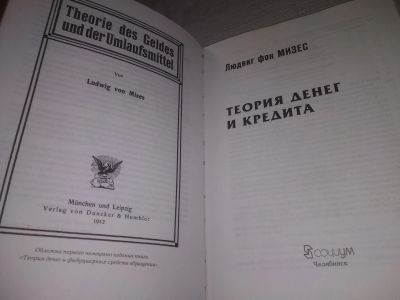 Theorie des Geldes
und der Umlaufsmittel
Von
Ludwig von Mises
München und Leipzig
Verlag von Duncker & Humblot
1912
Обложка первого немецкого издания книги
«Теория денег и фидуциарных средств обращения»
Людвиг фон МИЗЕС
ТЕОРИЯ ДЕНЕГ
И КРЕДИТА
социум
Челябинск